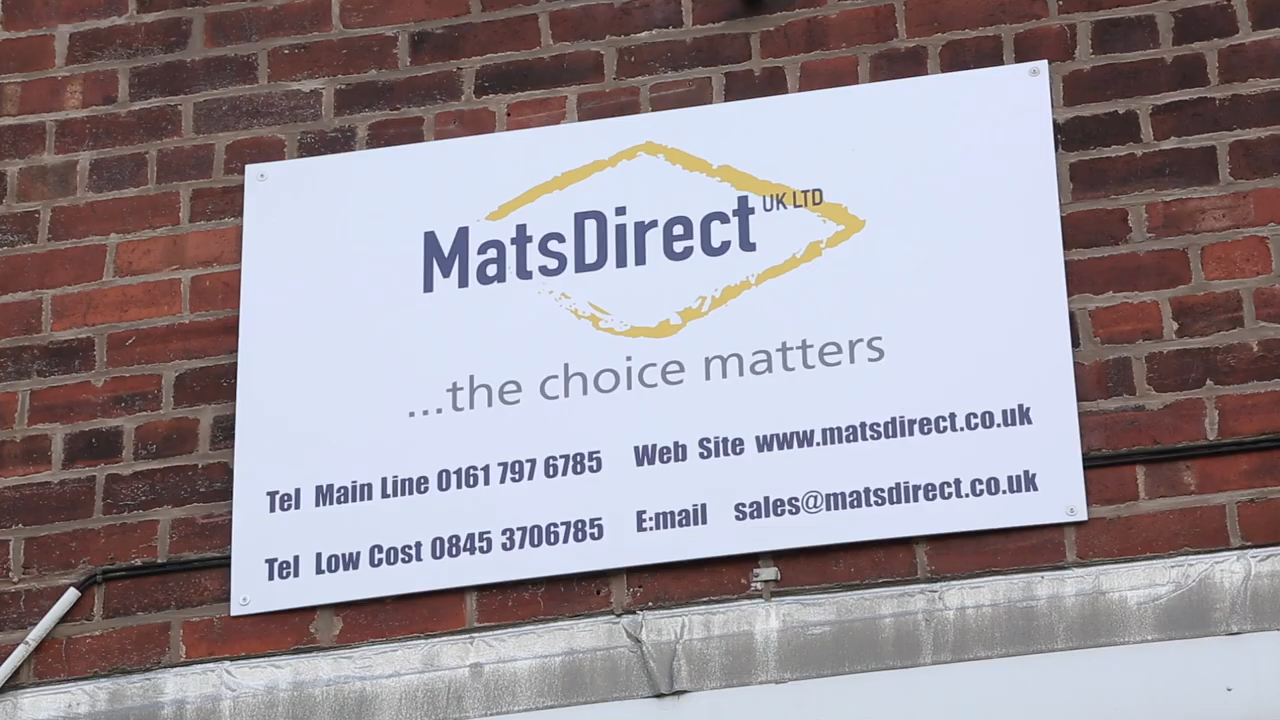 MatsDirect UK LTD
...the choice matters
Tel Main Line 0161 797 6785 Web Site www.matsdirect.co.uk
Tel Low Cost 0845 3706785 E:mail sales@matsdirect.co.uk